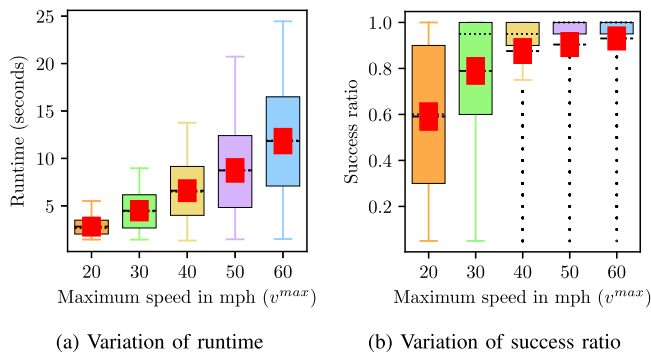 25
20
15
10
5
Runtime (seconds)
20 30 40 50 60
Maximum speed in mph (v^{max})
(a) Variation of runtime
1.0
0.8
0.6
0.4
0.2
Success ratio
20 30 40 50 60
Maximum speed in mph (v^{max})
(b) Variation of success ratio